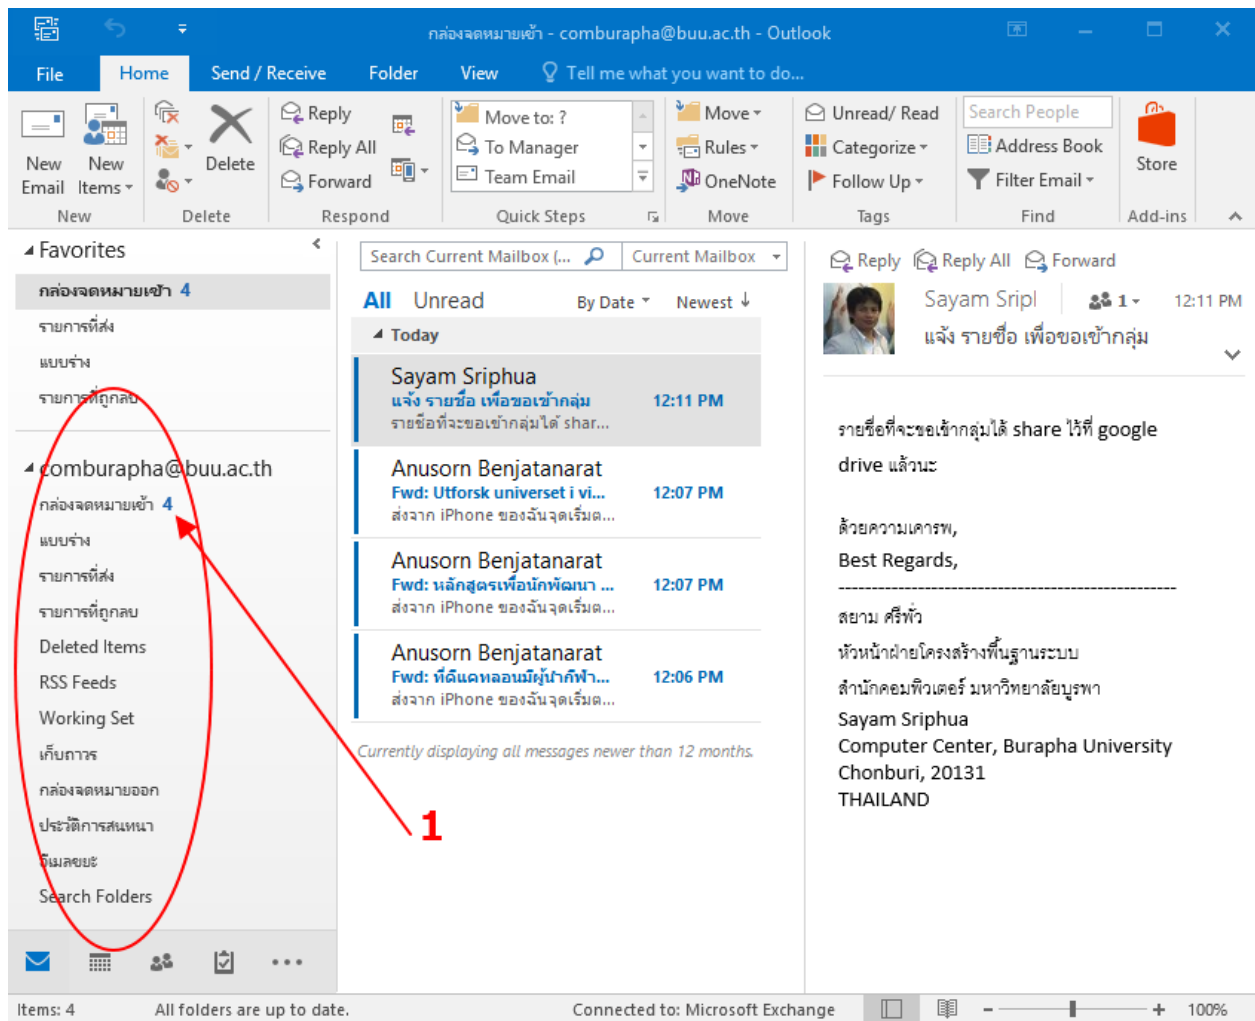 กล่องจดหมายเข้า - comburapha@buu.ac.th - Outlook
File Home Send / Receive Folder View Tell me what you want to do...
New Email
New Items
Delete
Reply
Reply All
Forward
Move to: ?
To Manager
Team Email
Move
Rules
OneNote
Unread/ Read
Categorize
Follow Up
Search People
Address Book
Filter Email
Store
New Delete Respond Quick Steps Move Tags Find Add-ins
Favorites
กล่องจดหมายเข้า 4
รายการที่ส่ง
แบบร่าง
รายการที่ถูกลบ
comburapha@buu.ac.th
กล่องจดหมายเข้า 4
แบบร่าง
รายการที่ส่ง
รายการที่ถูกลบ
Deleted Items
RSS Feeds
Working Set
เก็บถาวร
กล่องจดหมายออก
ประวัติการสนทนา
อีเมลขยะ
Search Folders
Search Current Mailbox (... Current Mailbox
All Unread By Date Newest ↓
Today
Sayam Sriphua
แจ้ง รายชื่อ เพื่อขอเข้ากลุ่ม 12:11 PM
รายชื่อที่จะขอเข้ากลุ่มได้ shar...
Anusorn Benjatanarat
Fwd: Utforsk universet i vi... 12:07 PM
ส่งจาก iPhone ของฉันจุดเริ่มต...
Anusorn Benjatanarat
Fwd: หลักสูตรเพื่อนักพัฒนา ... 12:07 PM
ส่งจาก iPhone ของฉันจุดเริ่มต...
Anusorn Benjatanarat
Fwd: ที่ดีแคทลอนมีผู้นำกีฬา... 12:06 PM
ส่งจาก iPhone ของฉันจุดเริ่มต...
Currently displaying all messages newer than 12 months.
1
Reply Reply All Forward
Sayam Sripl 1 12:11 PM
แจ้ง รายชื่อ เพื่อขอเข้ากลุ่ม
รายชื่อที่จะขอเข้ากลุ่มได้ share ไว้ที่ google
drive แล้วนะ
ด้วยความเคารพ,
Best Regards,
--------------------------------------------------
สยาม ศรีพั่ว
หัวหน้าฝ่ายโครงสร้างพื้นฐานระบบ
สำนักคอมพิวเตอร์ มหาวิทยาลัยบูรพา
Sayam Sriphua
Computer Center, Burapha University
Chonburi, 20131
THAILAND
Items: 4 All folders are up to date. Connected to: Microsoft Exchange 100%